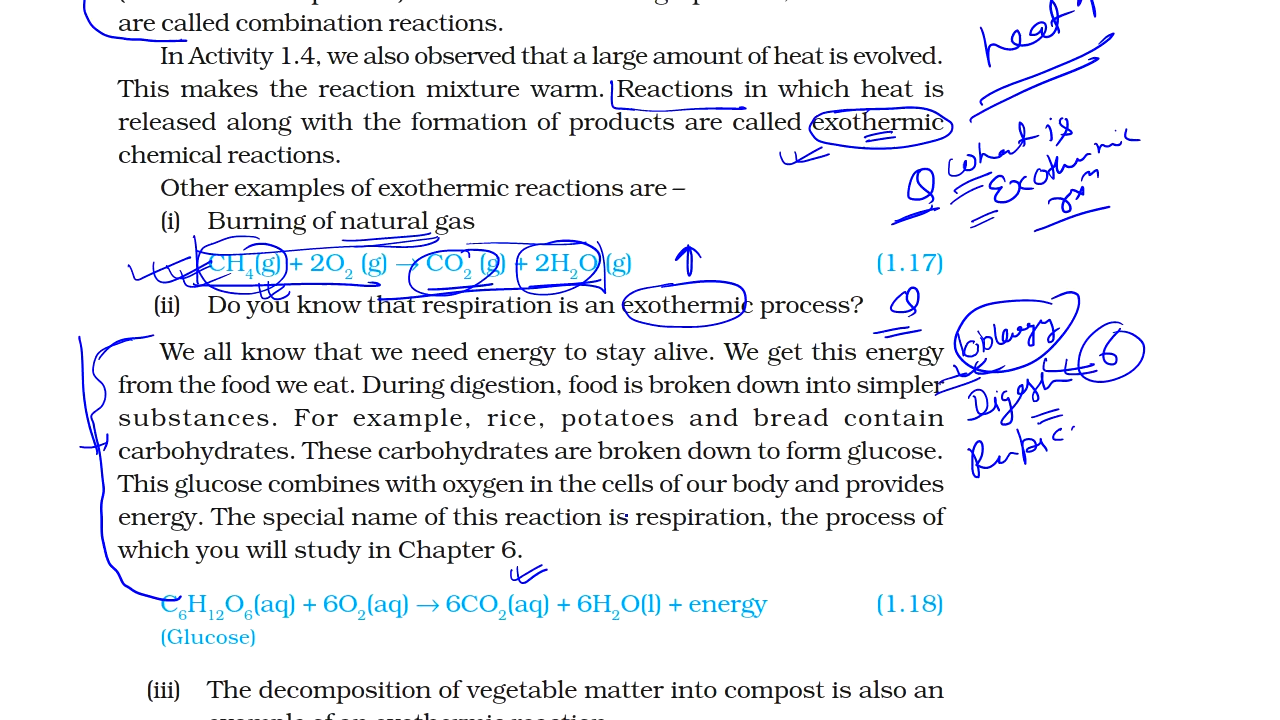 are called combination reactions.
In Activity 1.4, we also observed that a large amount of heat is evolved.
This makes the reaction mixture warm. Reactions in which heat is
released along with the formation of products are called exothermic
chemical reactions.
Other examples of exothermic reactions are –
(i) Burning of natural gas
CH₄(g) + 2O₂ (g) → CO₂ (g) + 2H₂O (g) (1.17)
(ii) Do you know that respiration is an exothermic process?
We all know that we need energy to stay alive. We get this energy
from the food we eat. During digestion, food is broken down into simpler
substances. For example, rice, potatoes and bread contain
carbohydrates. These carbohydrates are broken down to form glucose.
This glucose combines with oxygen in the cells of our body and provides
energy. The special name of this reaction is respiration, the process of
which you will study in Chapter 6.
C₆H₁₂O₆(aq) + 6O₂(aq) → 6CO₂(aq) + 6H₂O(l) + energy (1.18)
(Glucose)
(iii) The decomposition of vegetable matter into compost is also an
heat
Q what is
Exothermic
rxⁿ
Q
6